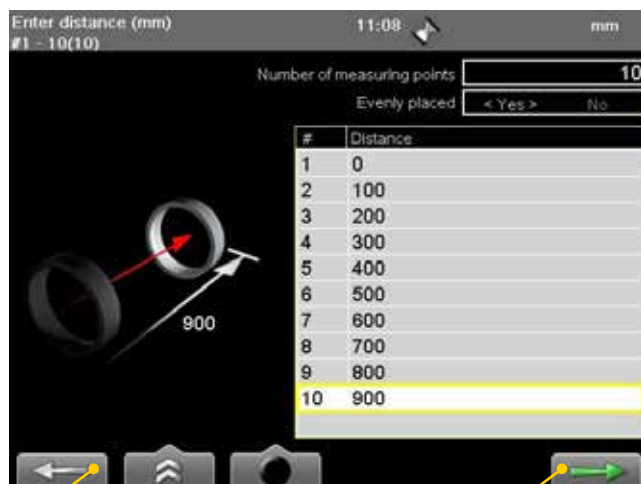 Enter distance (mm) 11:08 mm
#1 - 10(10)
Number of measuring points 10
Evenly placed < Yes > No
# Distance
1 0
2 100
3 200
4 300
5 400
6 500
7 600
8 700
9 800
10 900
900